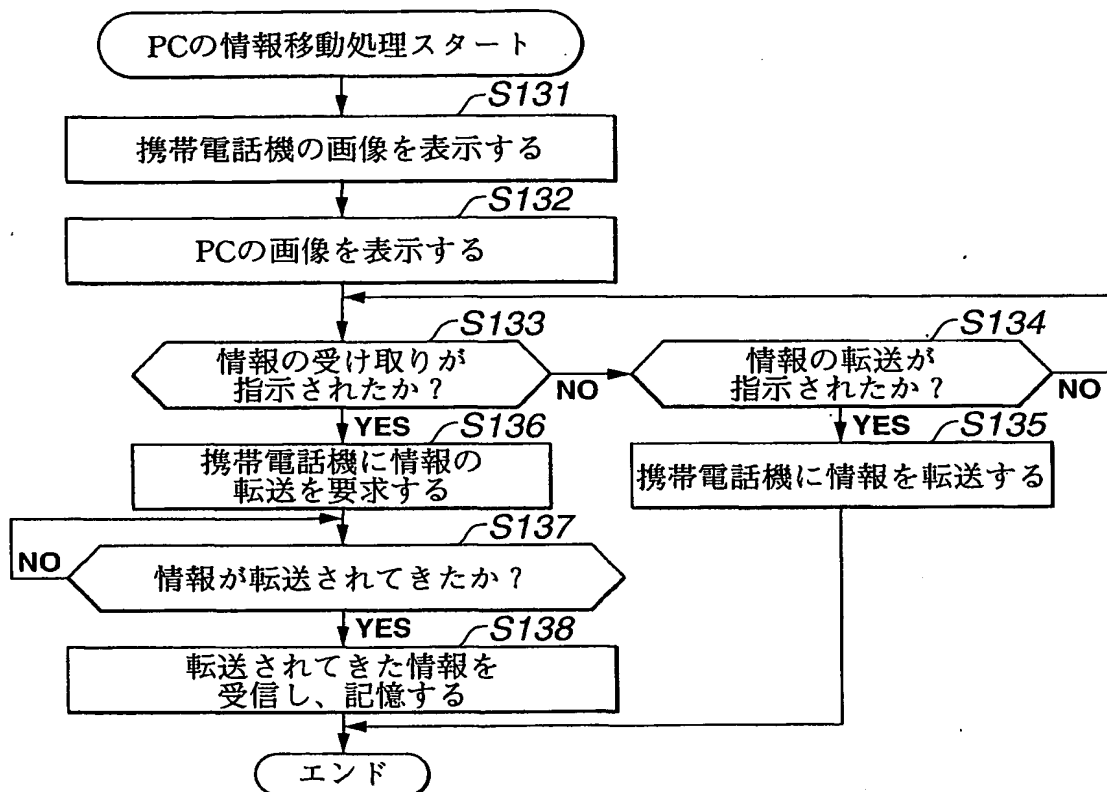 PCの情報移動処理スタート
S131
携帯電話機の画像を表示する
S132
PCの画像を表示する
S133
情報の受け取りが
指示されたか？
NO
YES
S134
情報の転送が
指示されたか？
NO
YES
S135
携帯電話機に情報を転送する
S136
携帯電話機に情報の
転送を要求する
S137
情報が転送されてきたか？
NO
YES
S138
転送されてきた情報を
受信し、記憶する
エンド